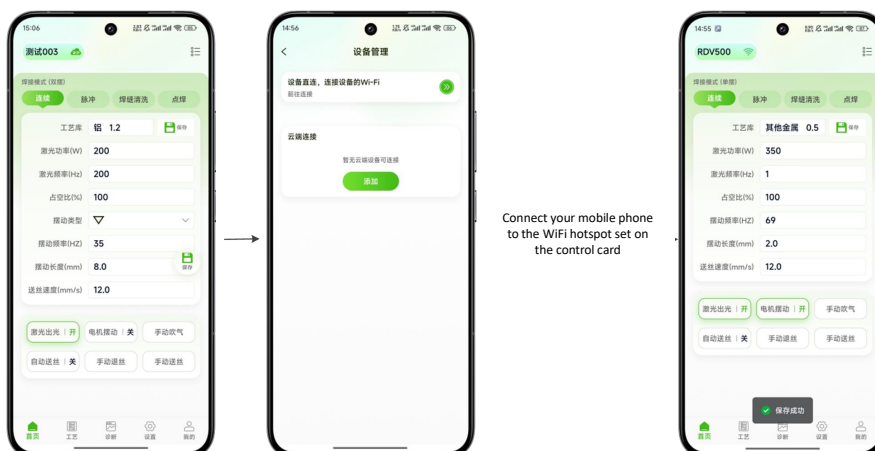 15:06
测试003
焊接模式 (双摆)
连续 脉冲 焊缝清洗 点焊
工艺库 铝 1.2 保存
激光功率(W) 200
激光频率(Hz) 200
占空比(%) 100
摆动类型
摆动频率(HZ) 35
摆动长度(mm) 8.0 保存
送丝速度(mm/s) 12.0
激光出光 | 开 电机摆动 | 关 手动吹气
自动送丝 | 关 手动退丝 手动送丝
首页 工艺 诊断 设置 我的
14:56
设备管理
设备直连，连接设备的Wi-Fi
前往连接
云端连接
暂无云端设备可连接
添加
Connect your mobile phone
to the WiFi hotspot set on
the control card
14:55
RDV500
焊接模式 (单摆)
连续 脉冲 焊缝清洗 点焊
工艺库 其他金属 0.5 保存
激光功率(W) 350
激光频率(Hz) 1
占空比(%) 100
摆动频率(HZ) 69
摆动长度(mm) 2.0
送丝速度(mm/s) 12.0
激光出光 | 开 电机摆动 | 开 手动吹气
自动送丝 | 关 手动退丝 手动送丝
保存成功
首页 工艺 诊断 设置 我的